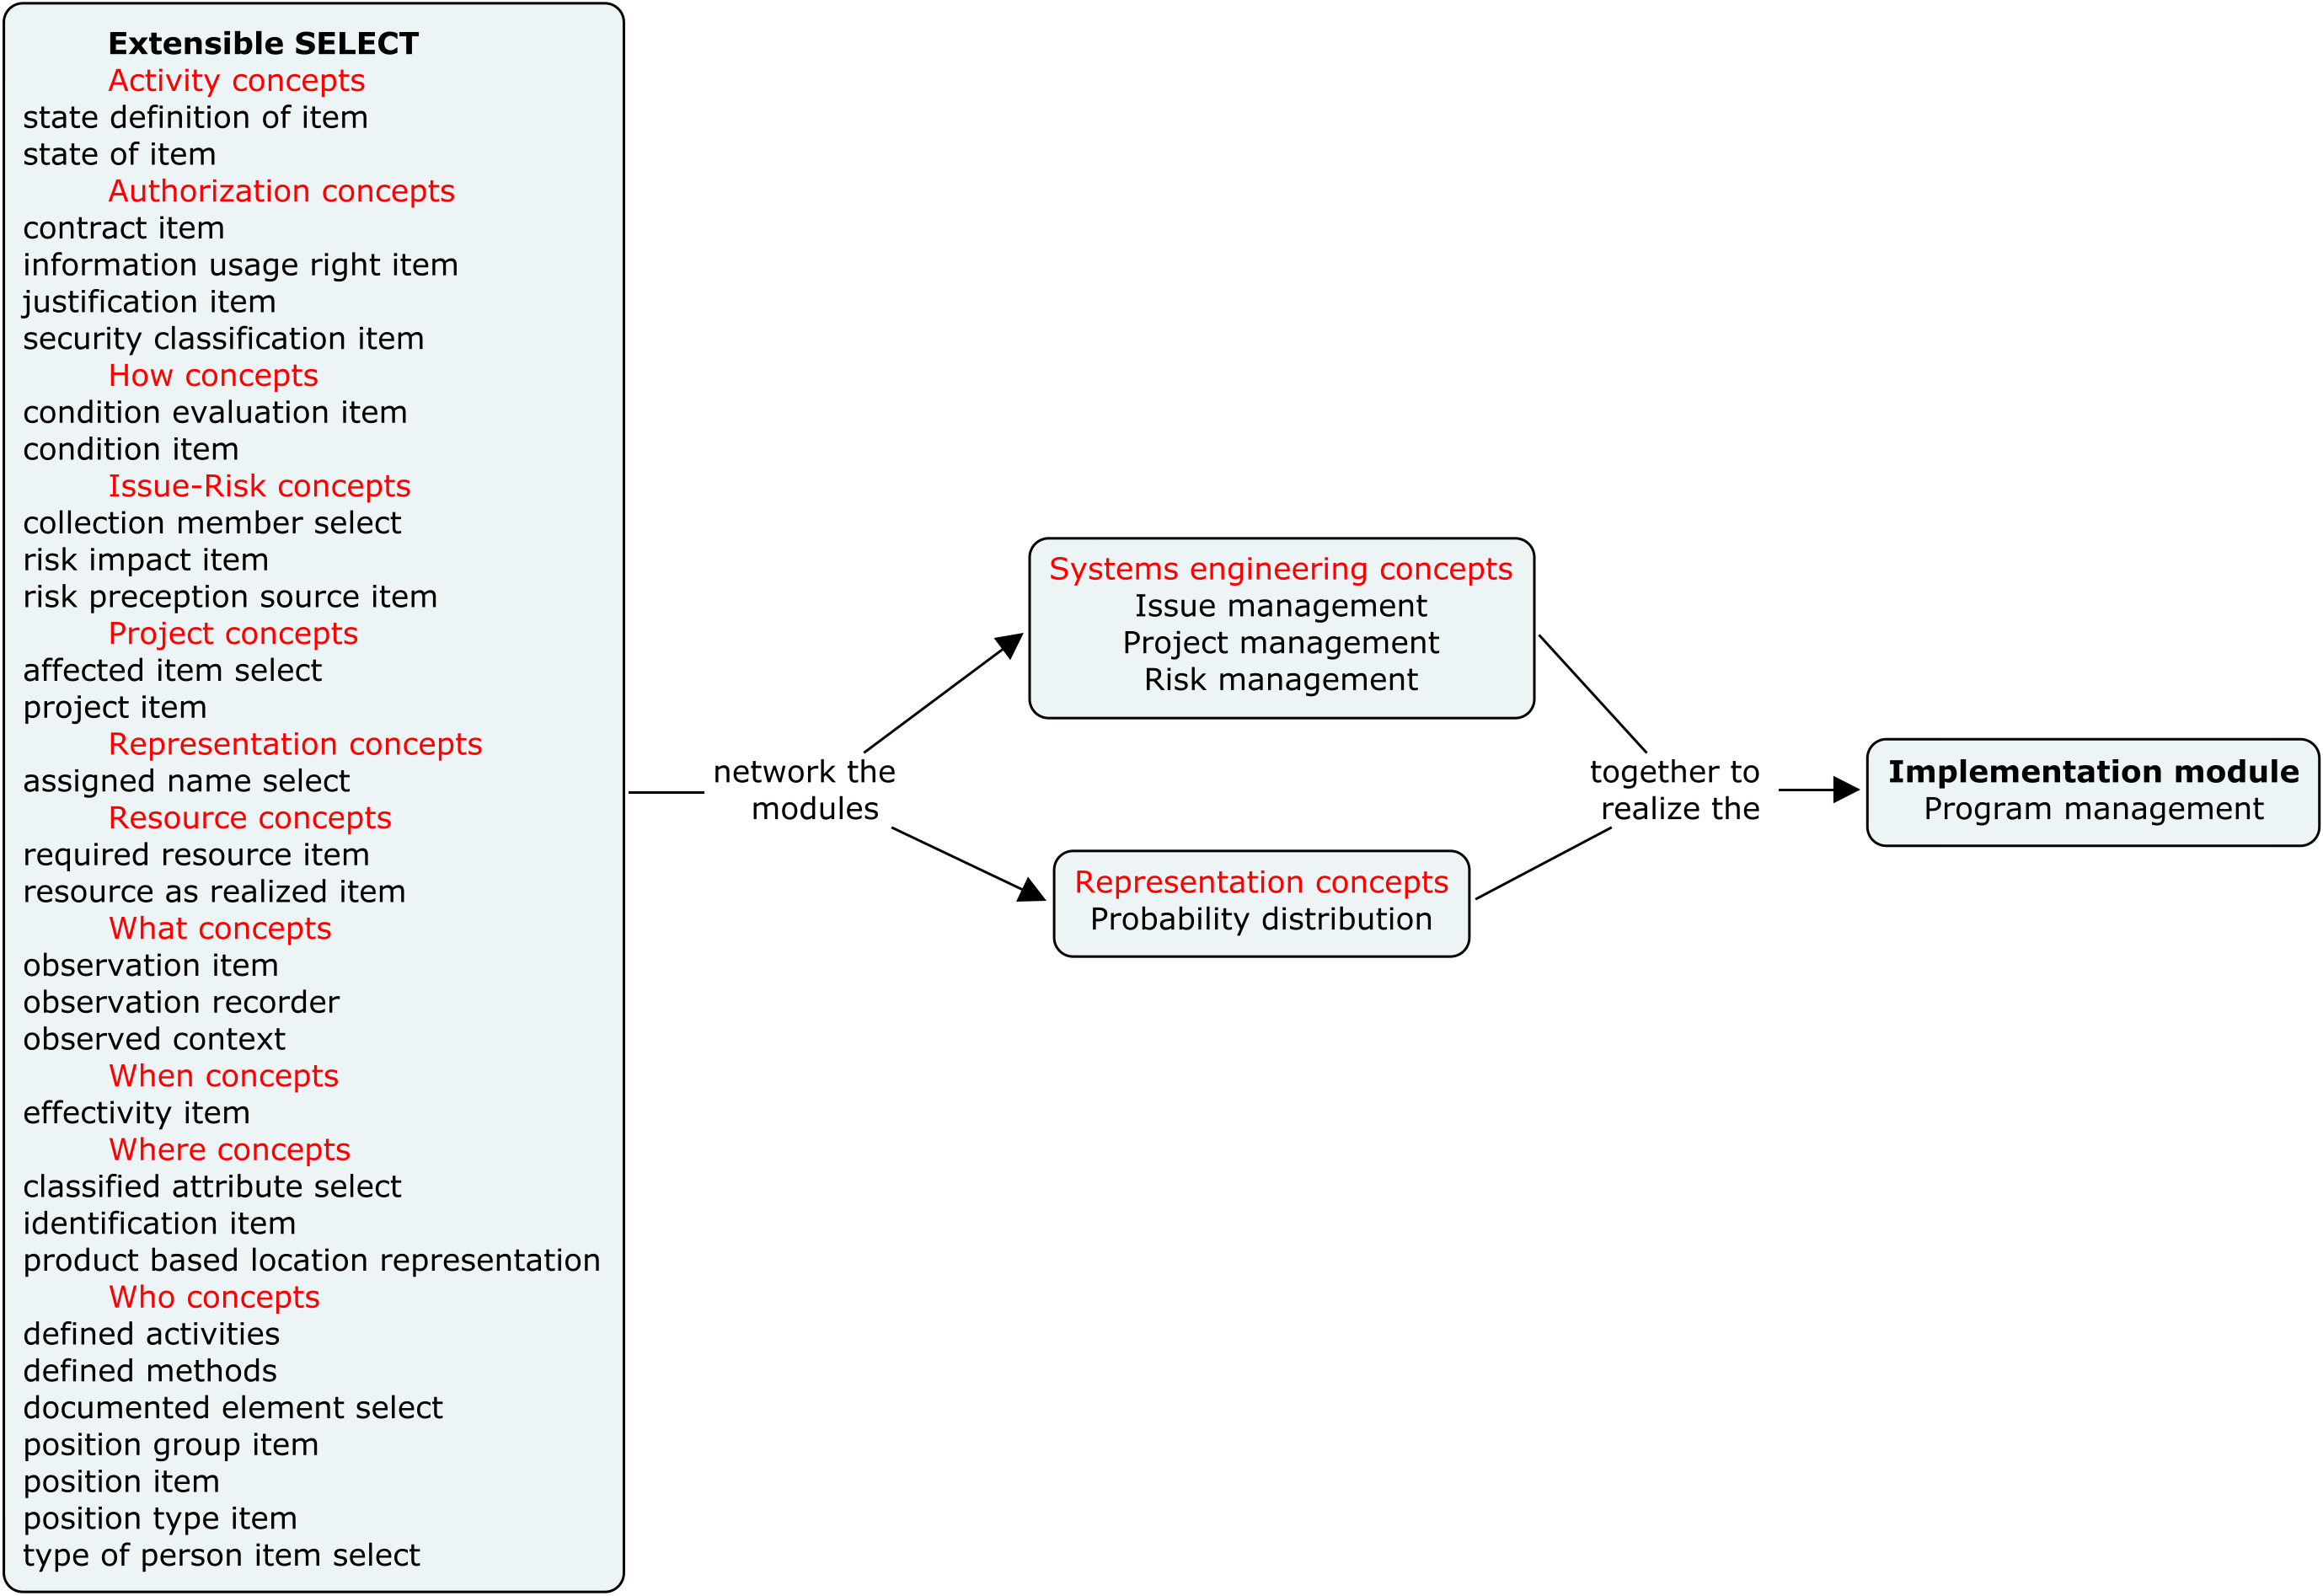 Extensible SELECT
Activity concepts
state definition of item
state of item
Authorization concepts
contract item
information usage right item
justification item
security classification item
How concepts
condition evaluation item
condition item
Issue-Risk concepts
collection member select
risk impact item
risk preception source item
Project concepts
affected item select
project item
Representation concepts
assigned name select
Resource concepts
required resource item
resource as realized item
What concepts
observation item
observation recorder
observed context
When concepts
effectivity item
Where concepts
classified attribute select
identification item
product based location representation
Who concepts
defined activities
defined methods
documented element select
position group item
position item
position type item
type of person item select
network the
modules
Systems engineering concepts
Issue management
Project management
Risk management
Representation concepts
Probability distribution
together to
realize the
Implementation module
Program management